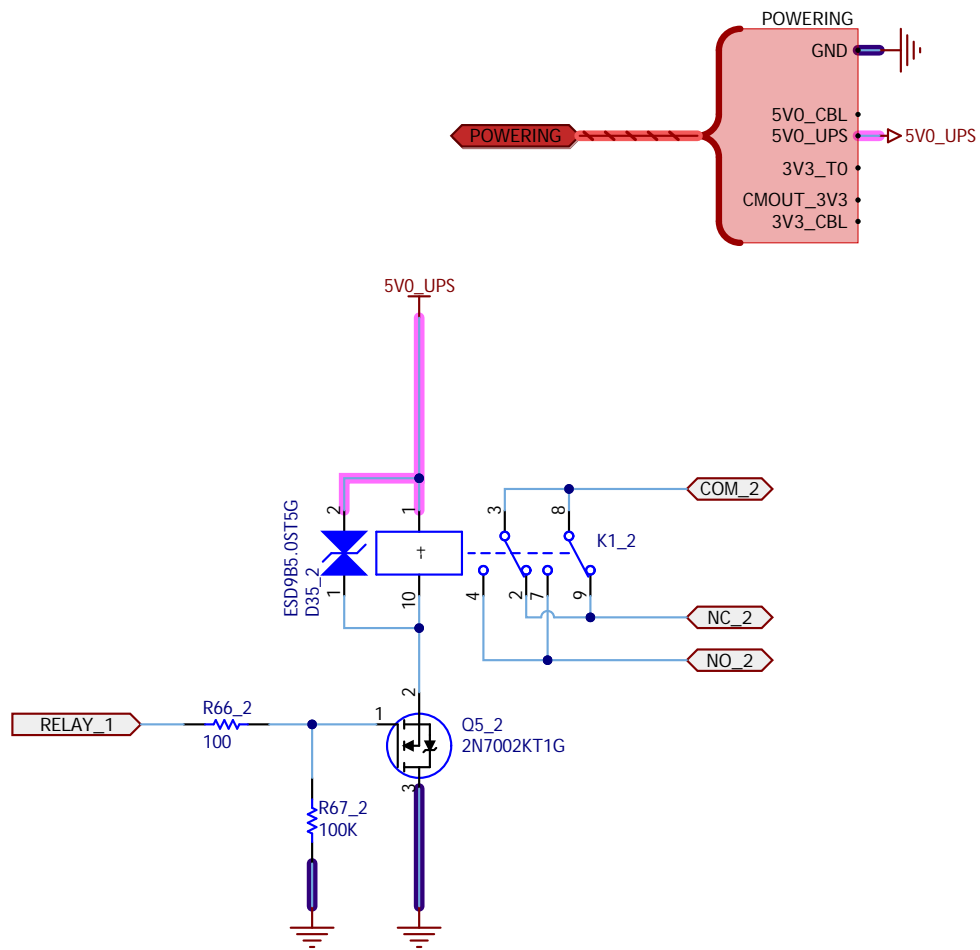 POWERING
GND
5V0_CBL
5V0_UPS
3V3_T0
CMOUT_3V3
3V3_CBL
POWERING
5V0_UPS
5V0_UPS
2
1
ESD9B5.0ST5G
D35_2
1
10
3
8
K1_2
4
2
7
9
COM_2
NC_2
NO_2
RELAY_1
R66_2
100
1
2
3
Q5_2
2N7002KT1G
R67_2
100K